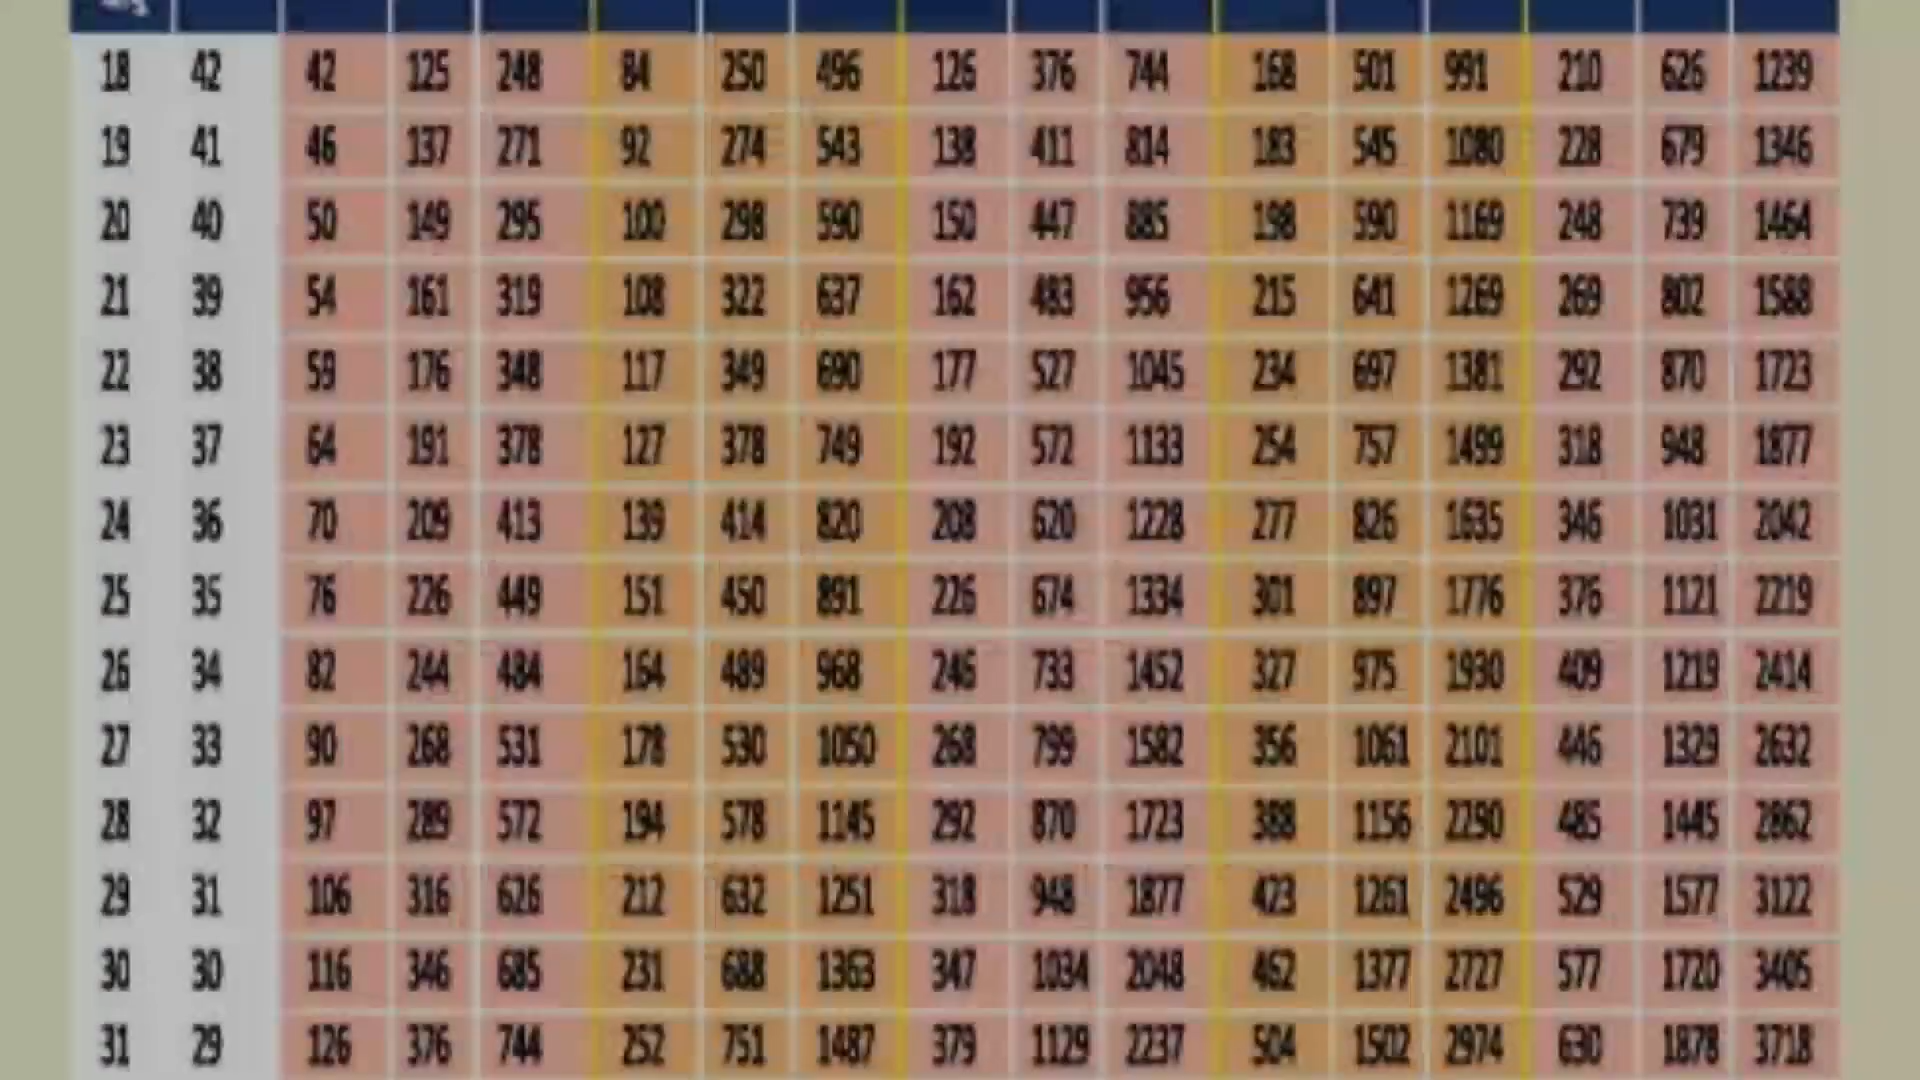 18 42 42 125 248 84 250 496 126 376 744 168 501 991 210 626 1239
19 41 46 137 271 92 274 543 138 411 814 183 545 1080 228 679 1346
20 40 50 149 295 100 298 590 150 447 885 198 590 1169 248 739 1464
21 39 54 161 319 108 322 637 162 483 956 215 641 1269 269 802 1588
22 38 59 176 348 117 349 690 177 527 1045 234 697 1381 292 870 1723
23 37 64 191 378 127 378 749 192 572 1133 254 757 1499 318 948 1877
24 36 70 209 413 139 414 820 208 620 1228 277 826 1635 346 1031 2042
25 35 76 226 449 151 450 891 226 674 1334 301 897 1776 376 1121 2219
26 34 82 244 484 164 489 968 246 733 1452 327 975 1930 409 1219 2414
27 33 90 268 531 178 530 1050 268 799 1582 356 1061 2101 446 1329 2632
28 32 97 289 572 194 578 1145 292 870 1723 388 1156 2290 485 1445 2862
29 31 106 316 626 212 632 1251 318 948 1877 423 1261 2496 529 1577 3122
30 30 116 346 685 231 688 1363 347 1034 2048 462 1377 2727 577 1720 3405
31 29 126 376 744 252 751 1487 379 1129 2237 504 1502 2974 630 1878 3718